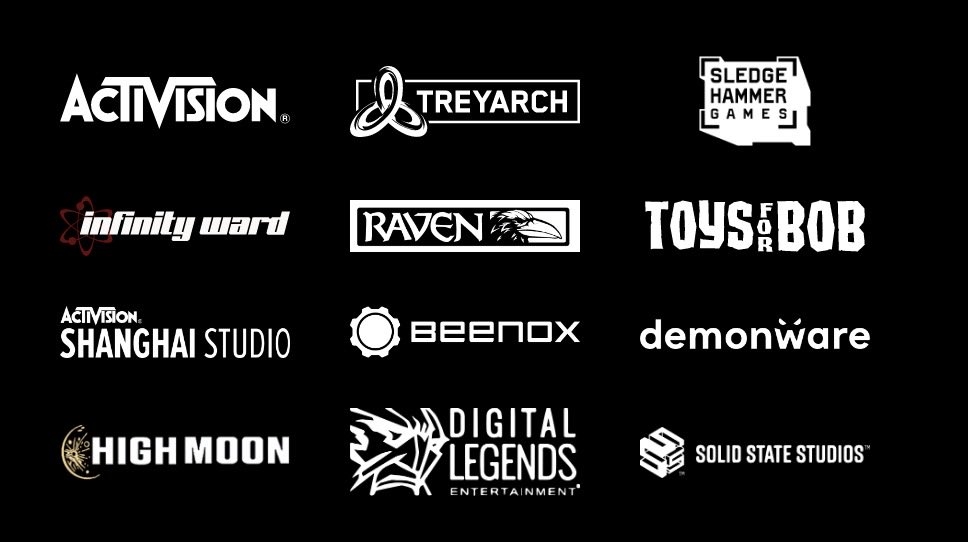 ACTIVISION®
TREYARCH
SLEDGE
HAMMER
GAMES
infinity ward
RAVEN
TOYS FOR BOB
ACTIVISION®
SHANGHAI STUDIO
BEENOX
demonware
HIGH MOON
DIGITAL
LEGENDS
ENTERTAINMENT
SOLID STATE STUDIOS™